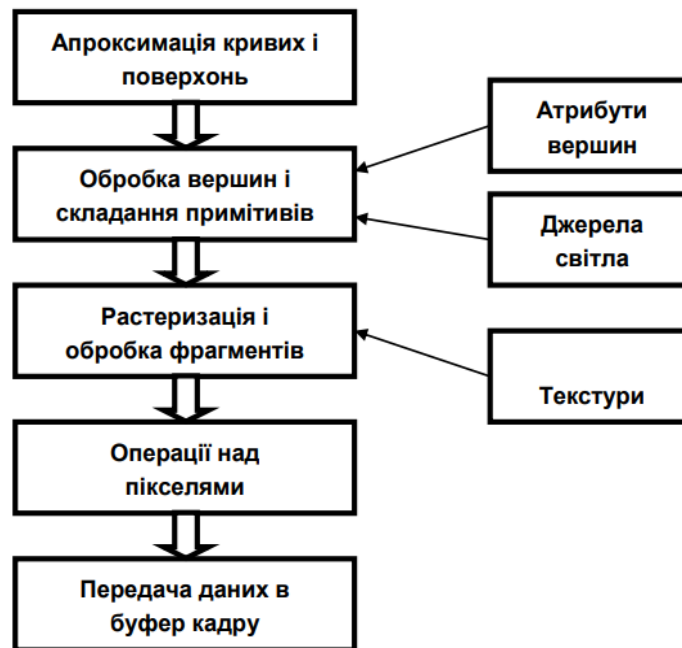 Апроксимація кривих і
поверхонь
Атрибути
вершин
Обробка вершин і
складання примітивів
Джерела
світла
Растеризація і
обробка фрагментів
Текстури
Операції над
пікселями
Передача даних в
буфер кадру